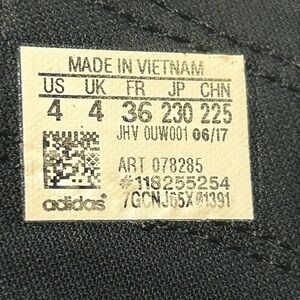 MADE IN VIETNAM
US UK FR JP CHN
4 4 36 230 225
JHV 0UW001 06/17
ART 078285
#118255254
adidas 7GCNJ65X01391